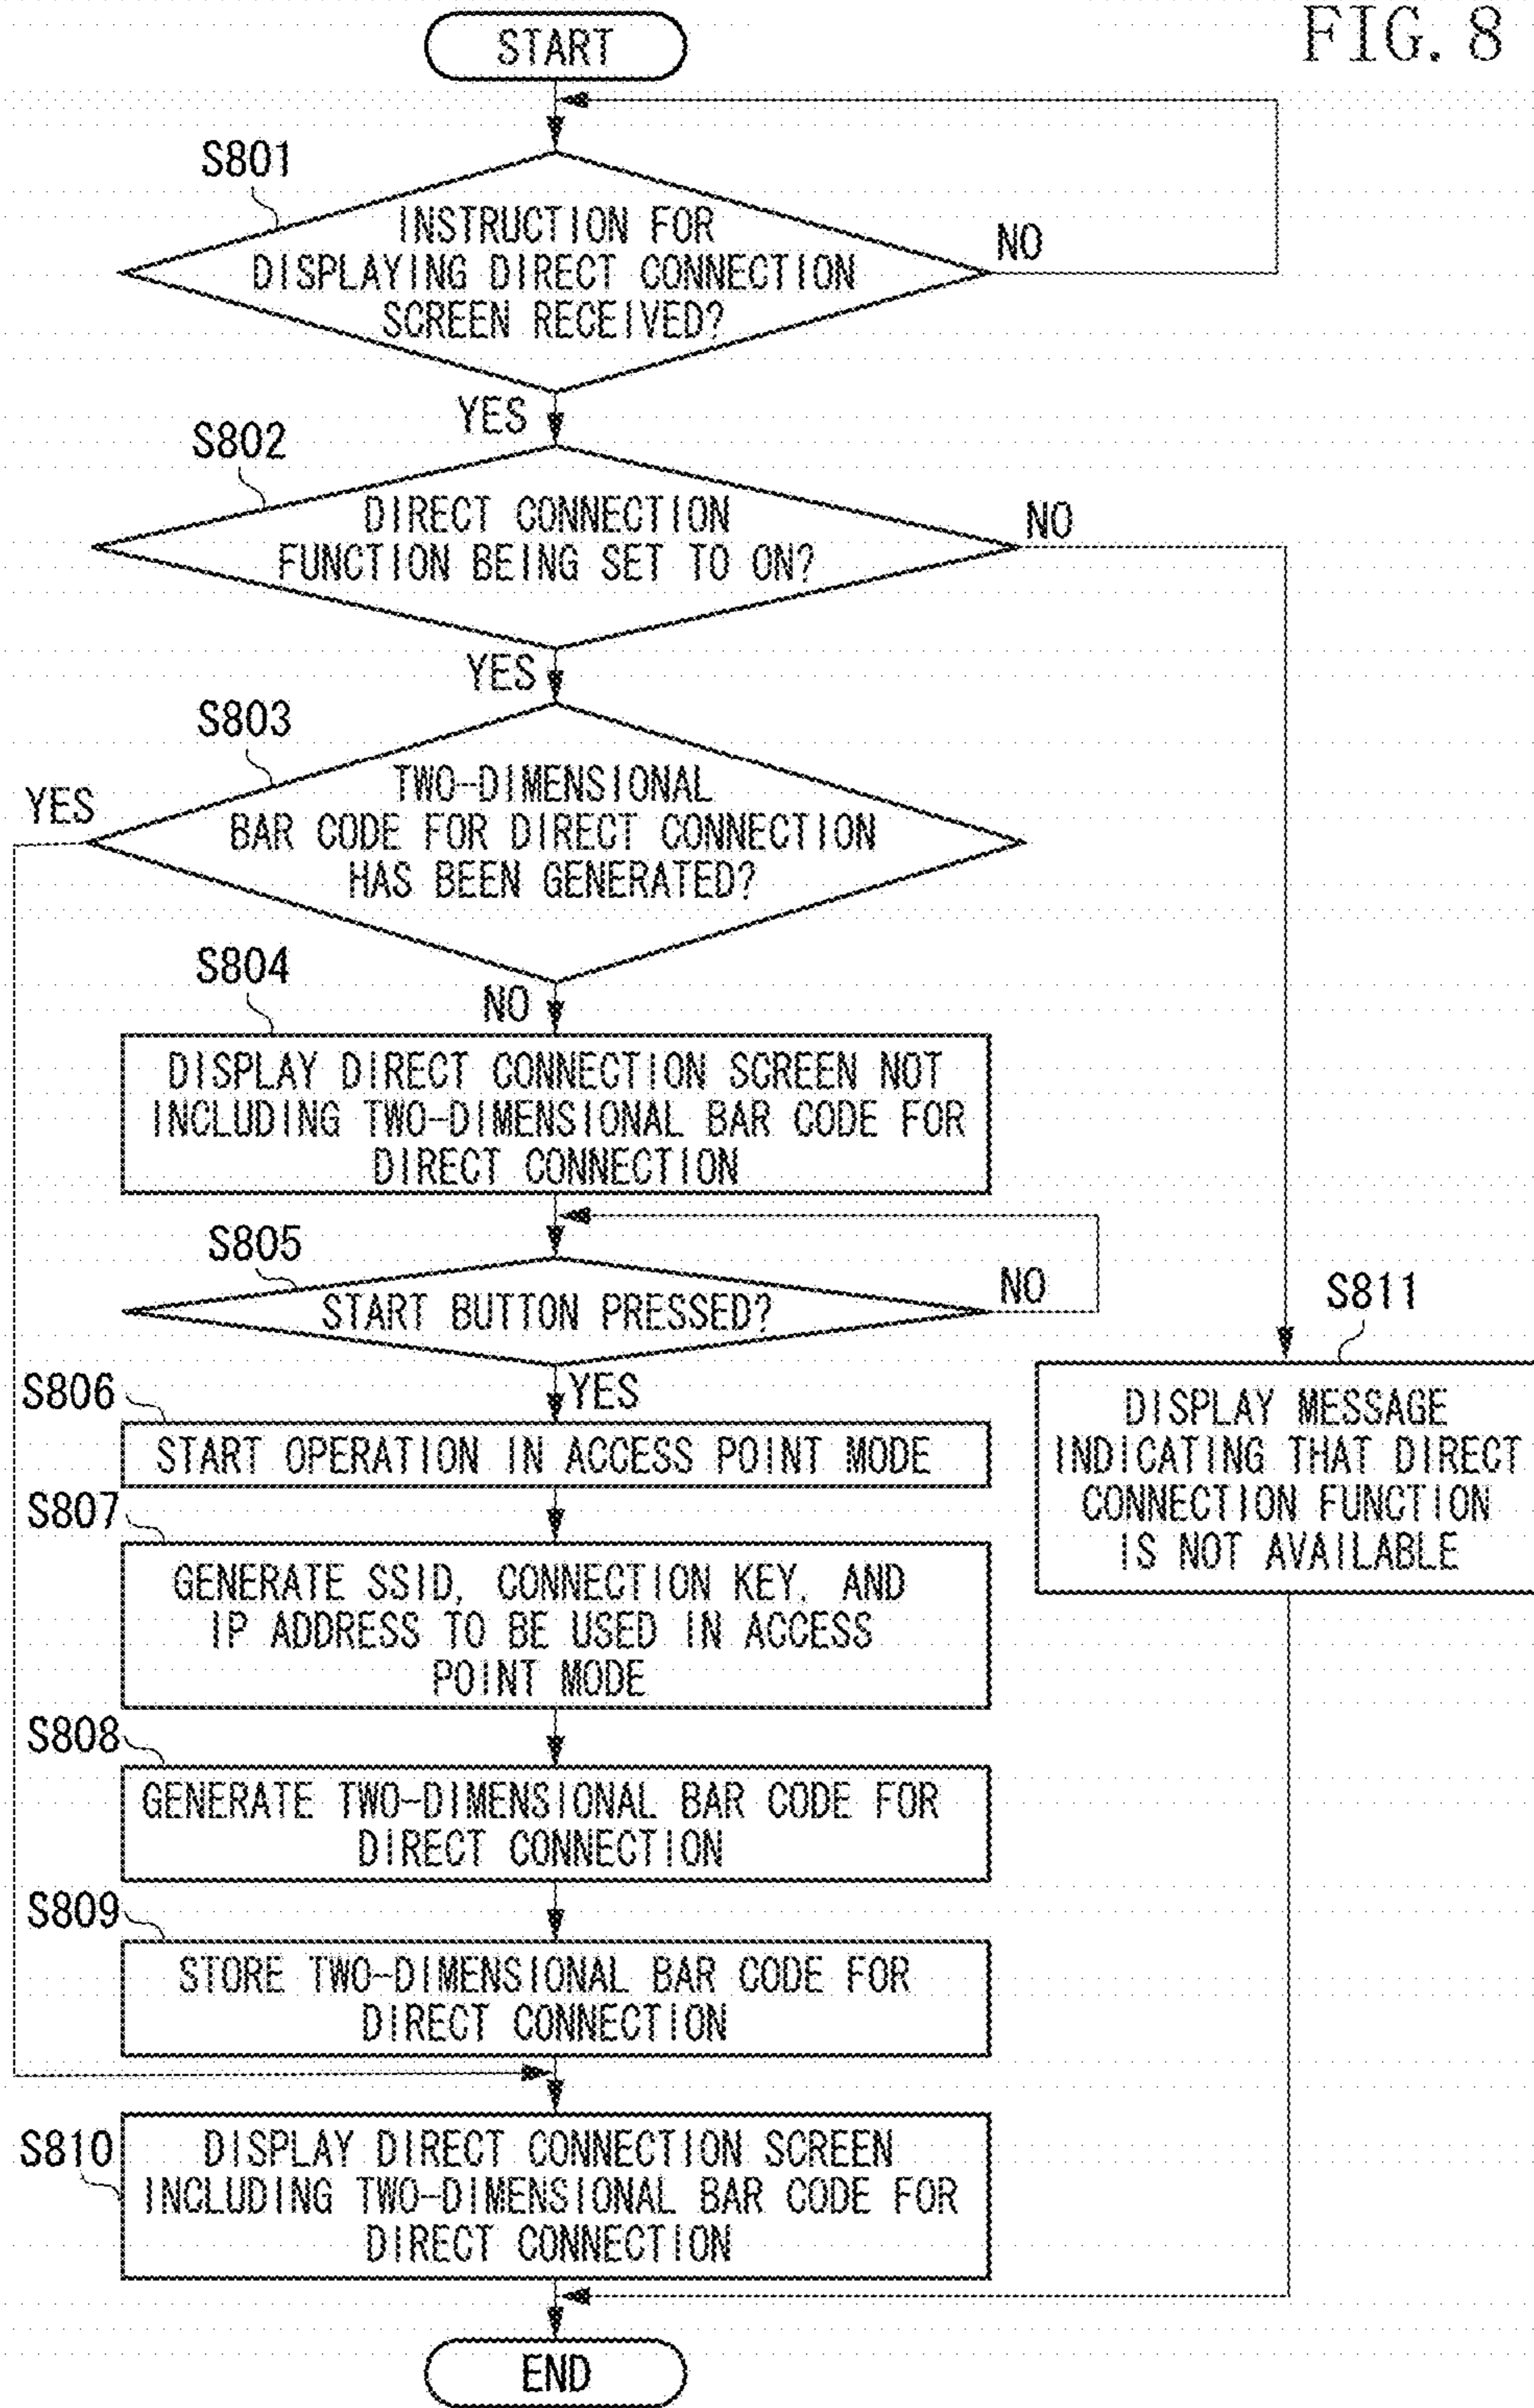 FIG. 8
START
S801
INSTRUCTION FOR
DISPLAYING DIRECT CONNECTION
SCREEN RECEIVED?
NO
YES
S802
DIRECT CONNECTION
FUNCTION BEING SET TO ON?
NO
YES
S803
TWO-DIMENSIONAL
BAR CODE FOR DIRECT CONNECTION
HAS BEEN GENERATED?
YES
NO
S804
DISPLAY DIRECT CONNECTION SCREEN NOT
INCLUDING TWO-DIMENSIONAL BAR CODE FOR
DIRECT CONNECTION
S805
START BUTTON PRESSED?
NO
YES
S806
START OPERATION IN ACCESS POINT MODE
S811
DISPLAY MESSAGE
INDICATING THAT DIRECT
CONNECTION FUNCTION
IS NOT AVAILABLE
S807
GENERATE SSID, CONNECTION KEY, AND
IP ADDRESS TO BE USED IN ACCESS
POINT MODE
S808
GENERATE TWO-DIMENSIONAL BAR CODE FOR
DIRECT CONNECTION
S809
STORE TWO-DIMENSIONAL BAR CODE FOR
DIRECT CONNECTION
S810
DISPLAY DIRECT CONNECTION SCREEN
INCLUDING TWO-DIMENSIONAL BAR CODE FOR
DIRECT CONNECTION
END